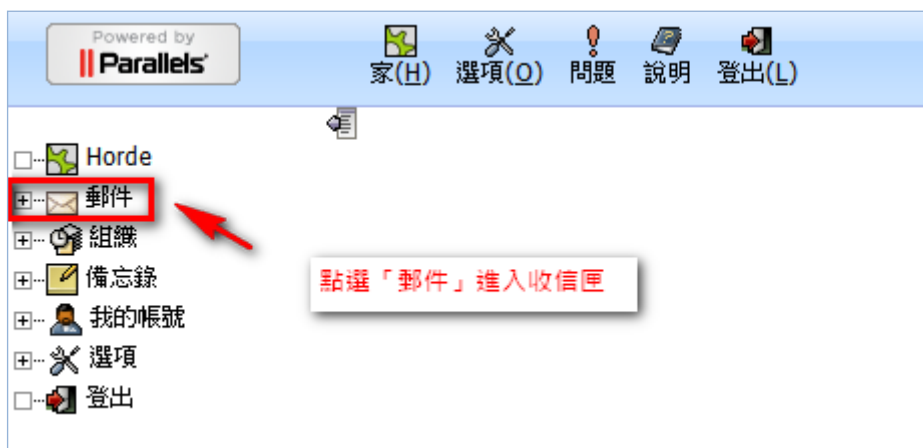 Powered by
Parallels
家(H) 選項(O) 問題 說明 登出(L)
Horde
郵件
組織
點選「郵件」進入收信匣
備忘錄
我的帳號
選項
登出